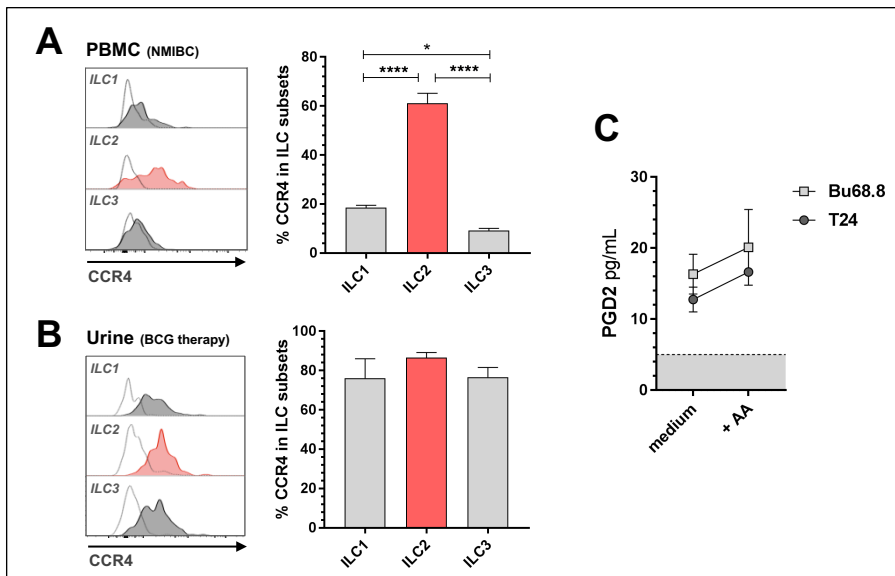 A
PBMC (NMIBC)
ILC1
ILC2
ILC3
CCR4
% CCR4 in ILC subsets
80
60
40
20
0
*
**** ****
ILC1 ILC2 ILC3
B
Urine (BCG therapy)
ILC1
ILC2
ILC3
CCR4
% CCR4 in ILC subsets
100
80
60
40
20
0
ILC1 ILC2 ILC3
C
PGD2 pg/mL
30
20
10
0
medium + AA
Bu68.8
T24